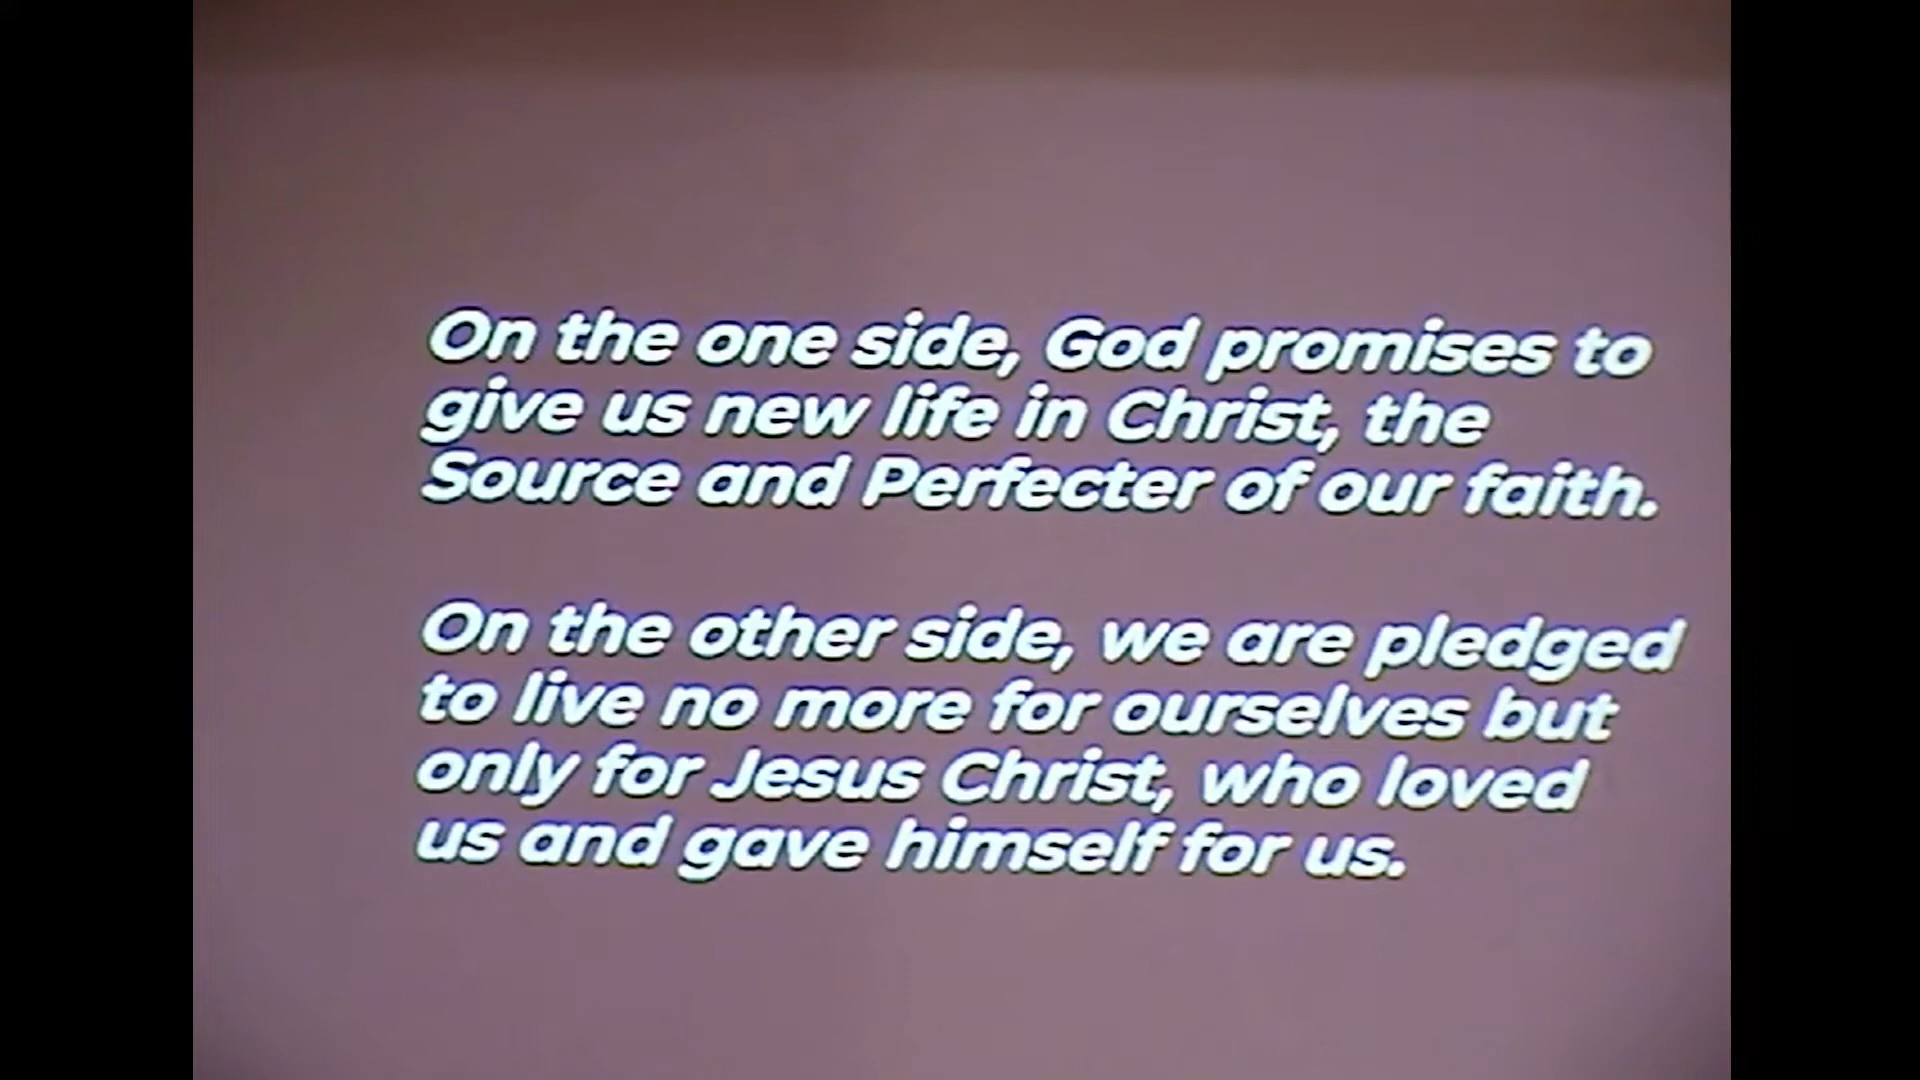 On the one side, God promises to
give us new life in Christ, the
Source and Perfecter of our faith.
On the other side, we are pledged
to live no more for ourselves but
only for Jesus Christ, who loved
us and gave himself for us.